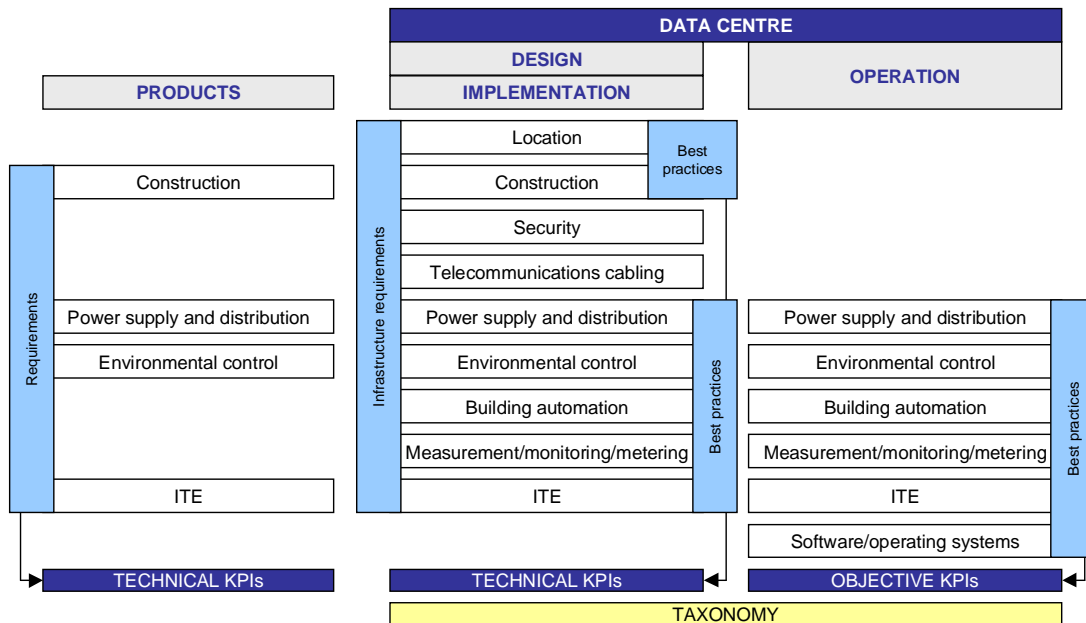 DATA CENTRE
DESIGN
PRODUCTS
IMPLEMENTATION
OPERATION
Requirements
Construction
Power supply and distribution
Environmental control
ITE
TECHNICAL KPIs
Infrastructure requirements
Location
Construction
Security
Telecommunications cabling
Power supply and distribution
Environmental control
Building automation
Measurement/monitoring/metering
ITE
Best
practices
Best practices
TECHNICAL KPIs
Power supply and distribution
Environmental control
Building automation
Measurement/monitoring/metering
ITE
Software/operating systems
Best practices
OBJECTIVE KPIs
TAXONOMY